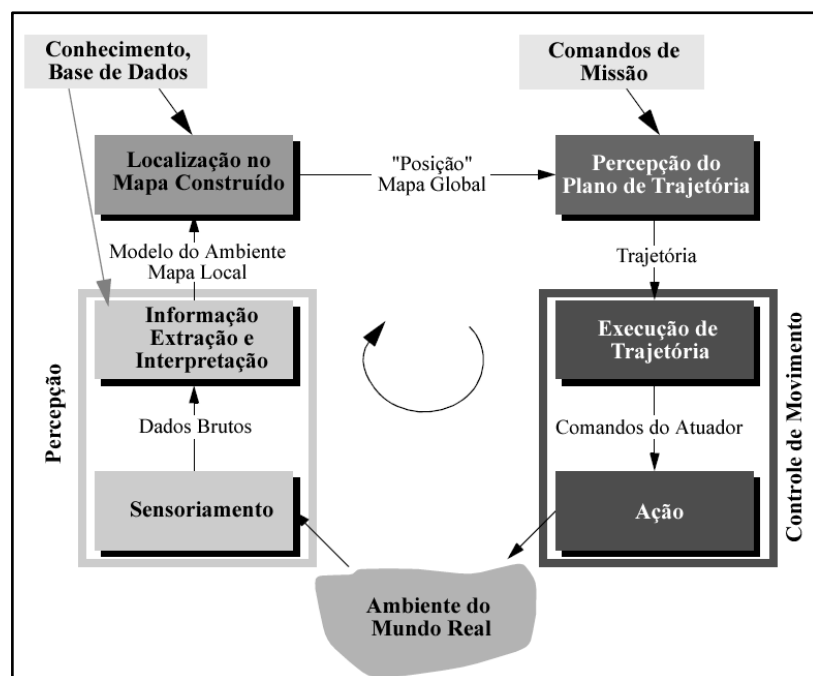 Conhecimento,
Base de Dados
Comandos de
Missão
Localização no
Mapa Construído
"Posição"
Mapa Global
Percepção do
Plano de Trajetória
Modelo do Ambiente
Mapa Local
Trajetória
Percepção
Informação
Extração e
Interpretação
Execução de
Trajetória
Controle de Movimento
Dados Brutos
Comandos do Atuador
Sensoriamento
Ação
Ambiente do
Mundo Real